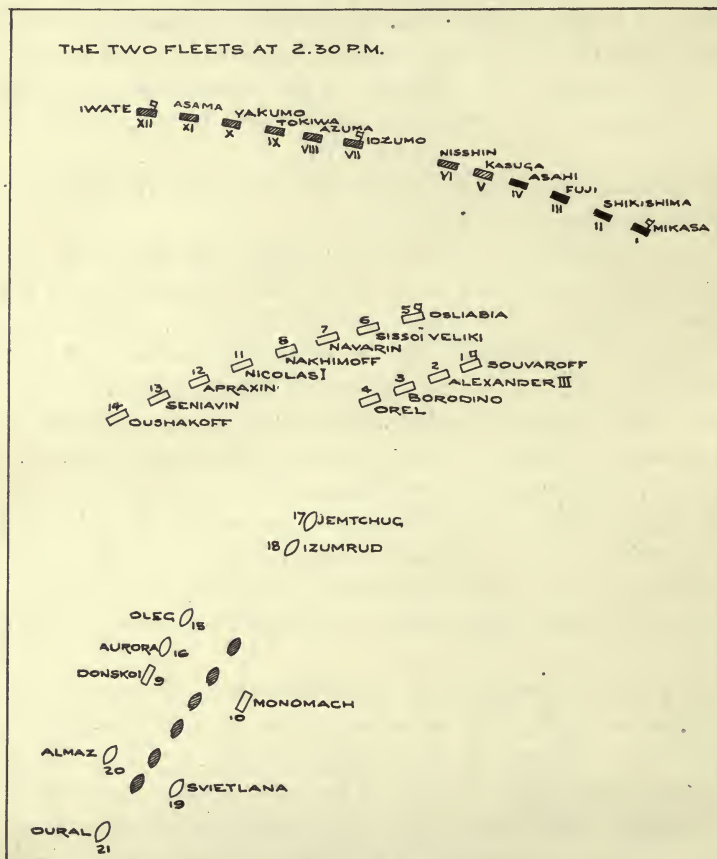 THE TWO FLEETS AT 2.30 P.M.
IWATE
XII
ASAMA
XI
YAKUMO
X
TOKIWA
IX
AZUMA
VIII
IDZUMO
VII
NISSHIN
VI
KASUGA
V
ASAHI
IV
FUJI
III
SHIKISHIMA
II
MIKASA
I
5 OSLIABIA
6 SISSOÏ VELIKI
7 NAVARIN
8 NAKHIMOFF
11 NICOLAS I
12 APRAXIN
13 SENIAVIN
14 OUSHAKOFF
1 SOUVAROFF
2 ALEXANDER III
3 BORODINO
4 OREL
17 JEMTCHUG
18 IZUMRUD
OLEG 15
AURORA 16
DONSKOI 9
MONOMACH
10
ALMAZ
20
SVIETLANA
19
OURAL
21